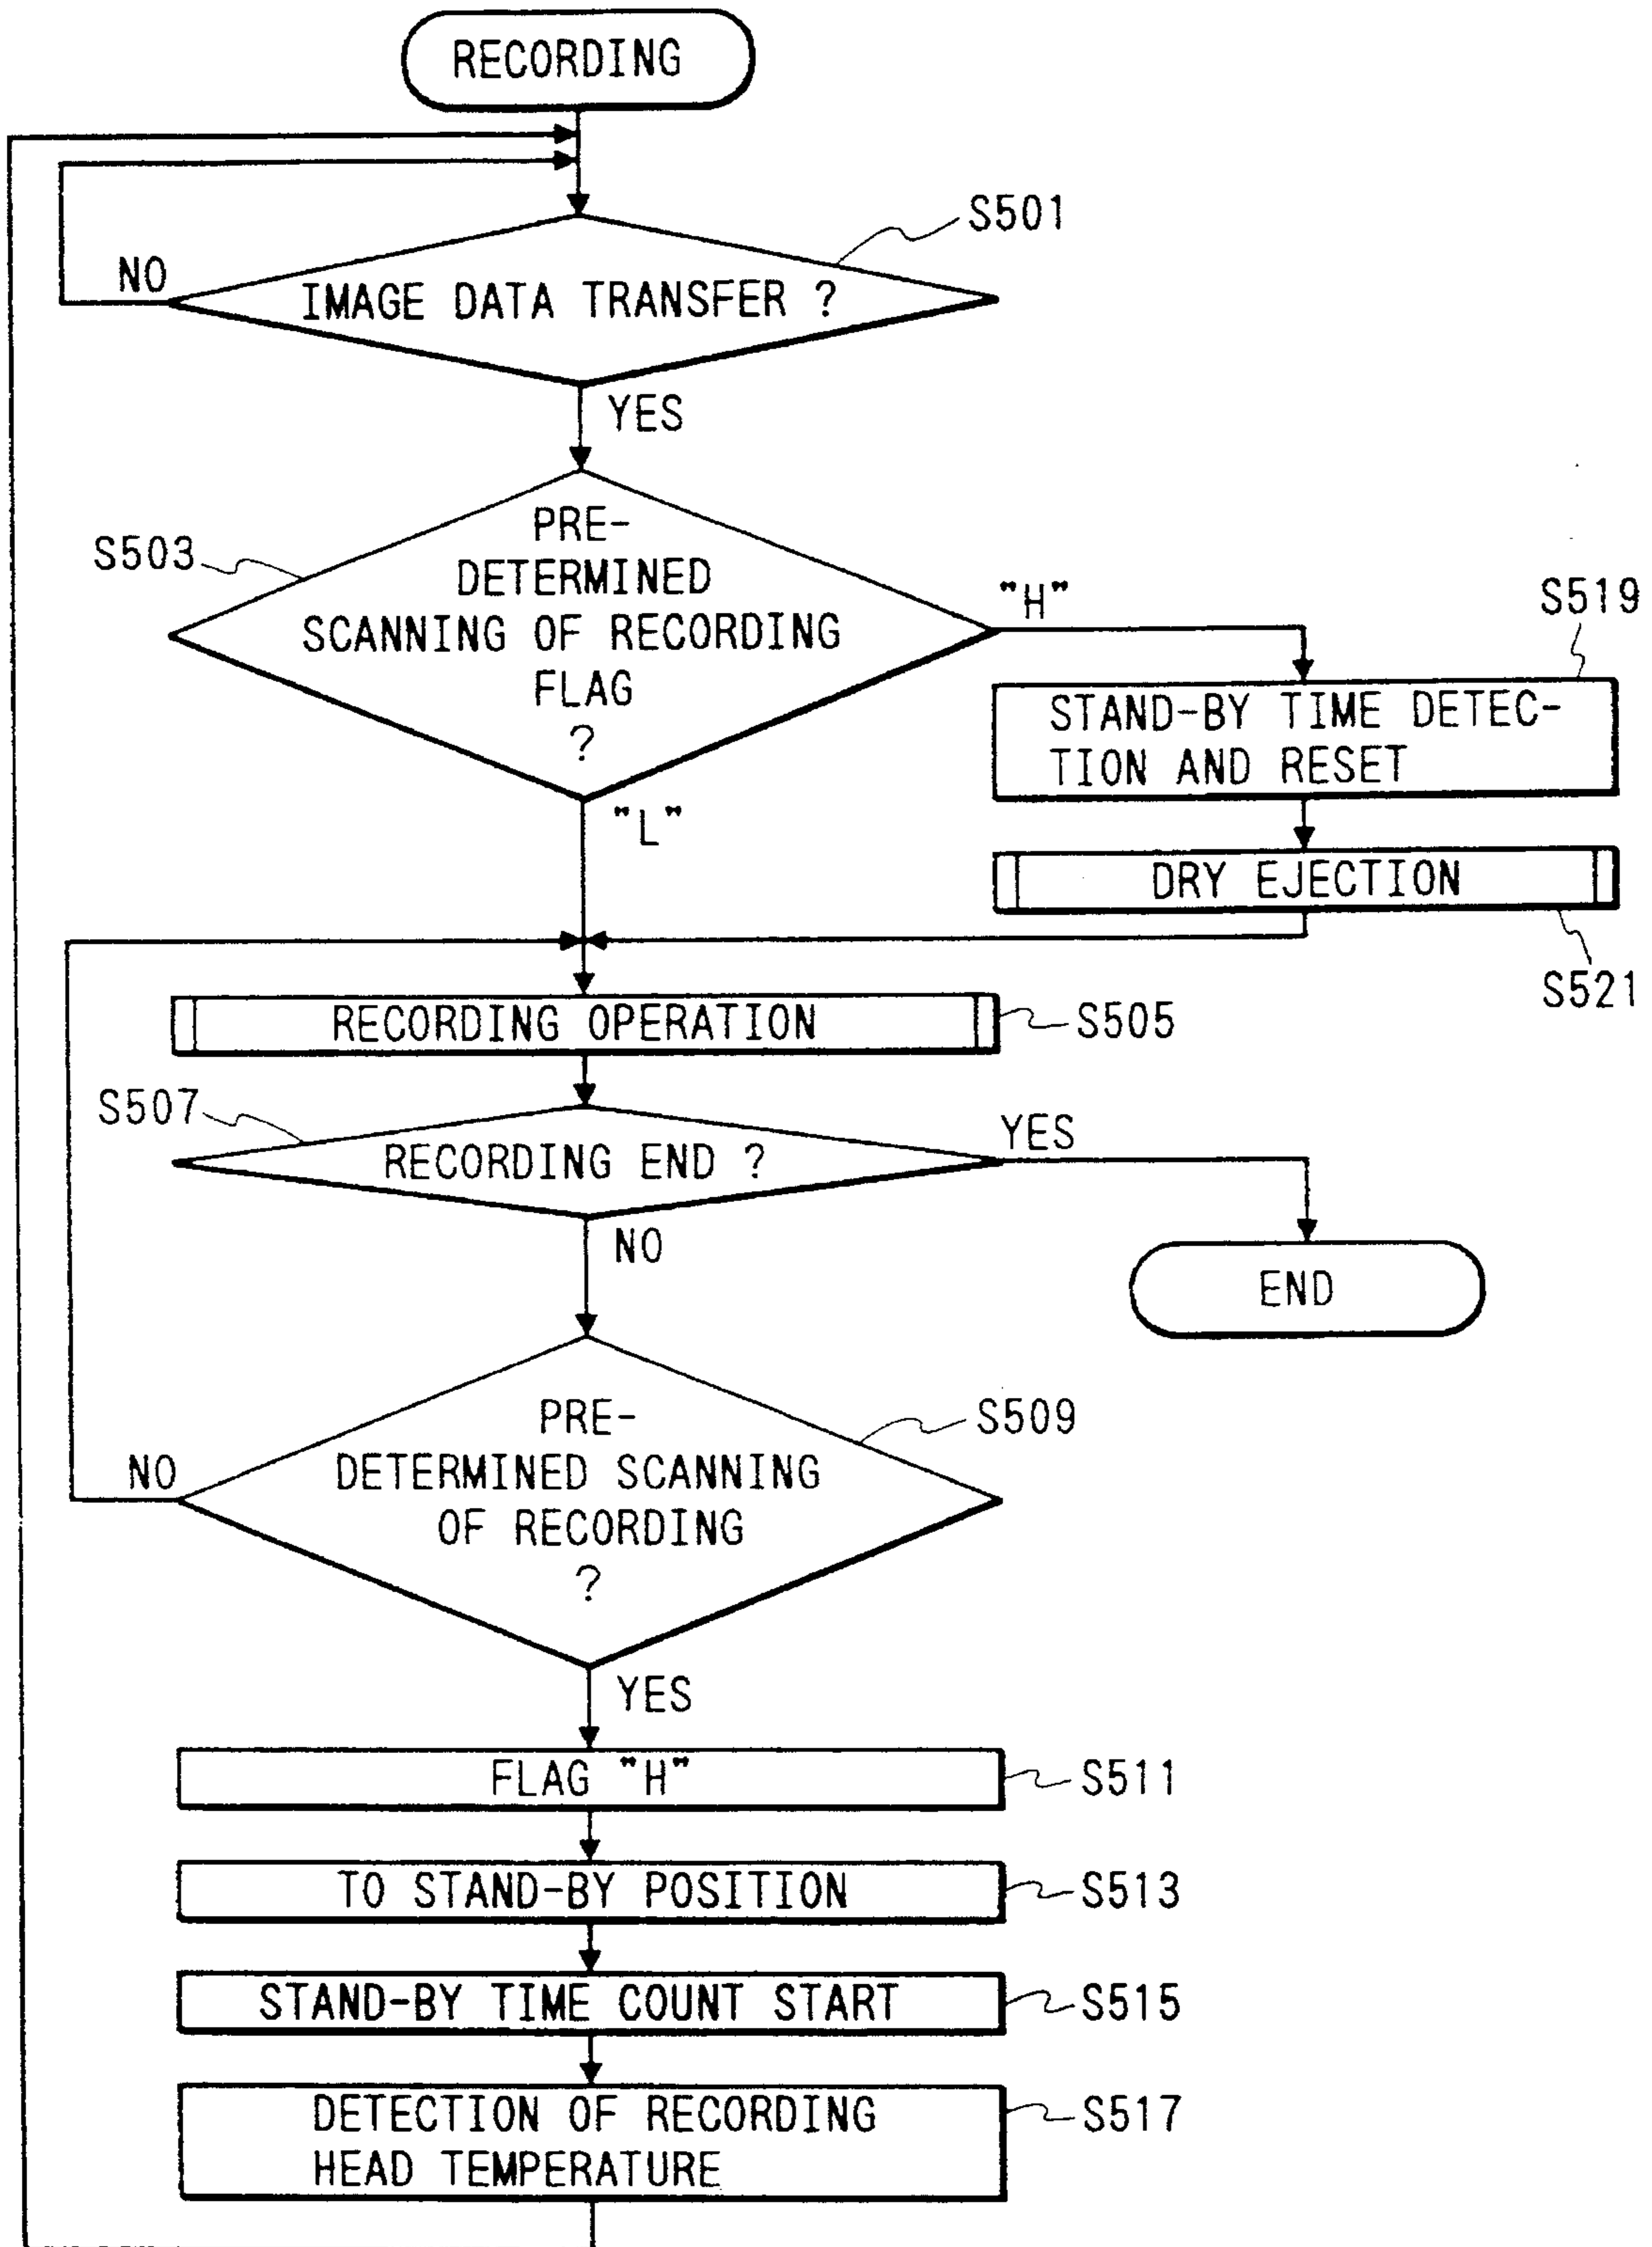 RECORDING
S501
NO
IMAGE DATA TRANSFER ?
YES
S503
PRE-
DETERMINED
SCANNING OF RECORDING
FLAG
?
"H"
S519
STAND-BY TIME DETEC-
TION AND RESET
"L"
DRY EJECTION
S521
RECORDING OPERATION
S505
S507
RECORDING END ?
YES
NO
END
PRE-
DETERMINED SCANNING
OF RECORDING
?
S509
NO
YES
FLAG "H"
S511
TO STAND-BY POSITION
S513
STAND-BY TIME COUNT START
S515
DETECTION OF RECORDING
HEAD TEMPERATURE
S517